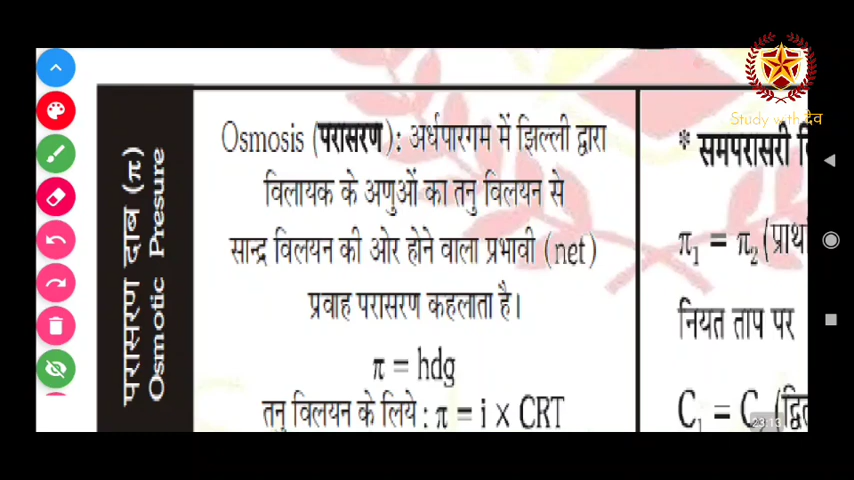 Study with देव
परासरण दाब (π)
Osmotic Presure
Osmosis (परासरण): अर्धपारगम में झिल्ली द्वारा
विलायक के अणुओं का तनु विलयन से
सान्द्र विलयन की ओर होने वाला प्रभावी (net)
प्रवाह परासरण कहलाता है।
π = hdg
तनु विलयन के लिये : π = i × CRT
* समपरासरी
π₁ = π₂
नियत ताप पर
C₁ =